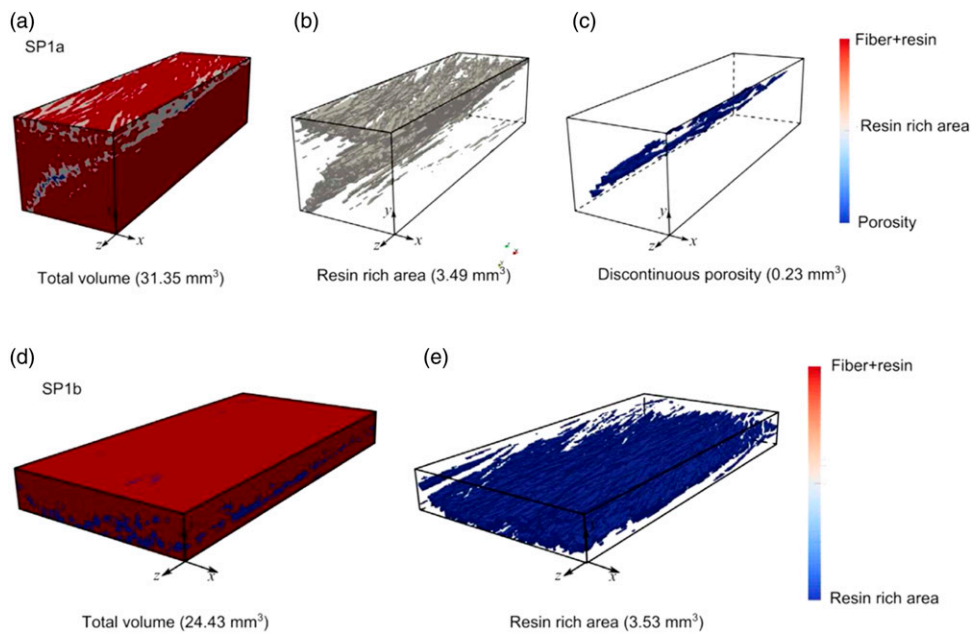 (a)
SP1a
z
x
Total volume (31.35 mm³)
(b)
y
z
x
Resin rich area (3.49 mm³)
(c)
y
z
x
Discontinuous porosity (0.23 mm³)
Fiber+resin
Resin rich area
Porosity
(d)
SP1b
z
x
Total volume (24.43 mm³)
(e)
z
x
Resin rich area (3.53 mm³)
Fiber+resin
Resin rich area